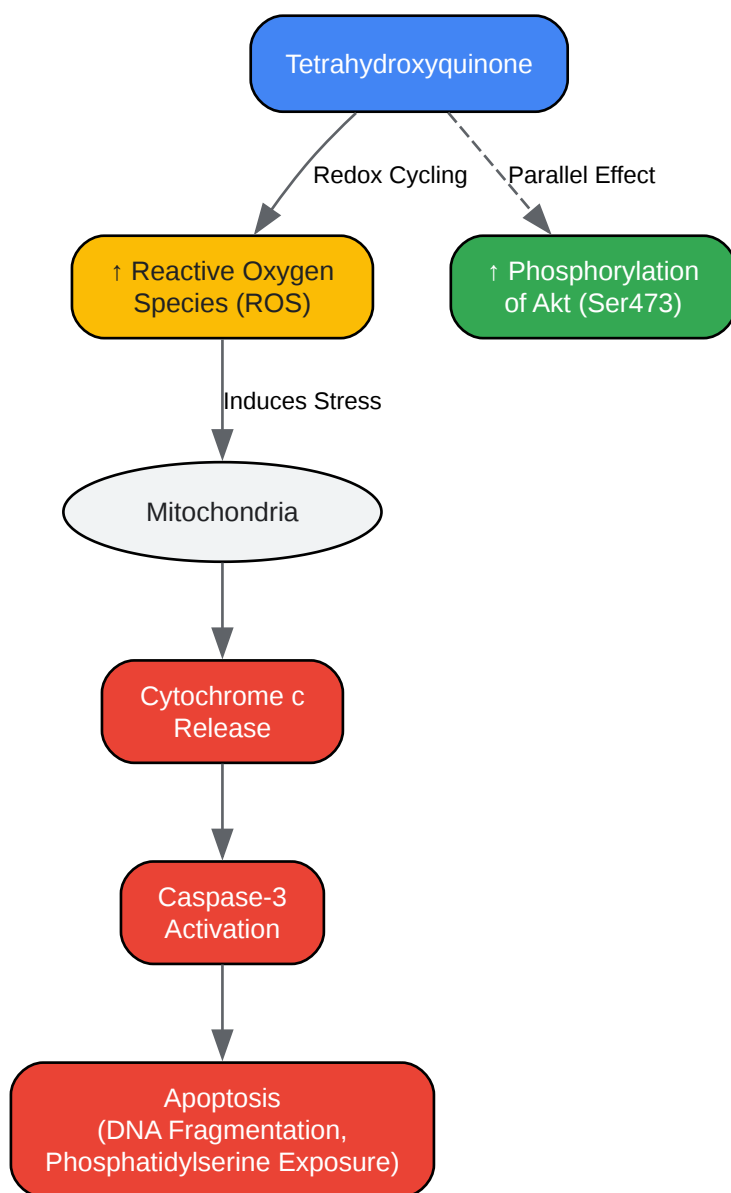 Tetrahydroxyquinone
Redox Cycling
Parallel Effect
↑ Reactive Oxygen
Species (ROS)
↑ Phosphorylation
of Akt (Ser473)
Induces Stress
Mitochondria
Cytochrome c
Release
Caspase-3
Activation
Apoptosis
(DNA Fragmentation,
Phosphatidylserine Exposure)